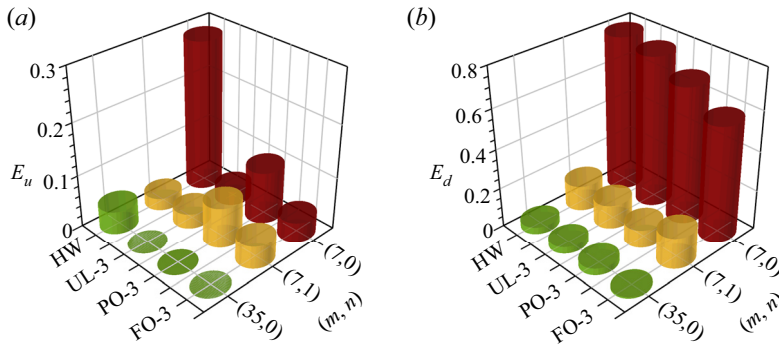 (a)
0.3
0.2
0.1
0
E_u
HW
UL-3
PO-3
FO-3
(35,0)
(7,1)
(7,0)
(m, n)
(b)
0.8
0.6
0.4
0.2
0
E_d
HW
UL-3
PO-3
FO-3
(35,0)
(7,1)
(7,0)
(m, n)